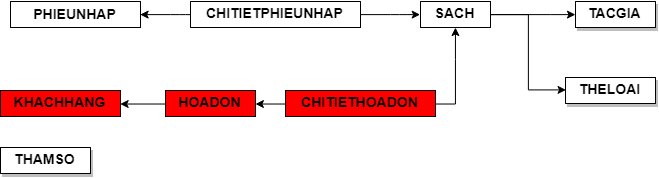 PHIEUNHAP
CHITIETPHIEUNHAP
SACH
TACGIA
THELOAI
KHACHHANG
HOADON
CHITIETHOADON
THAMSO